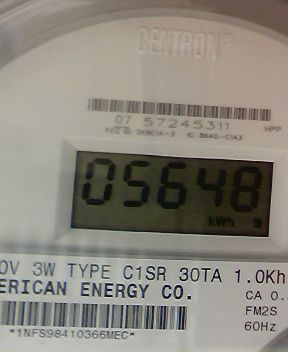 CENTRON®
07 57245311
NPP
05648
kWh
0V 3W TYPE C1SR 30TA 1.0Kh
ERICAN ENERGY CO.
CA 0.
FM2S
60Hz
*1NFS98410366MEC*